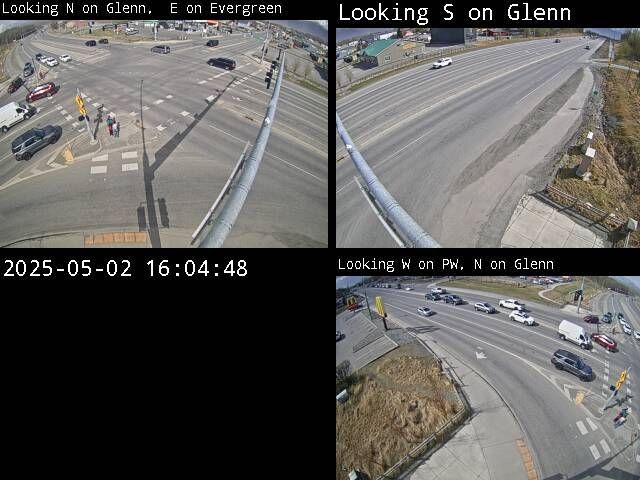 Looking N on Glenn,  E on Evergreen
Looking S on Glenn
2025-05-02 16:04:48
Looking W on PW, N on Glenn